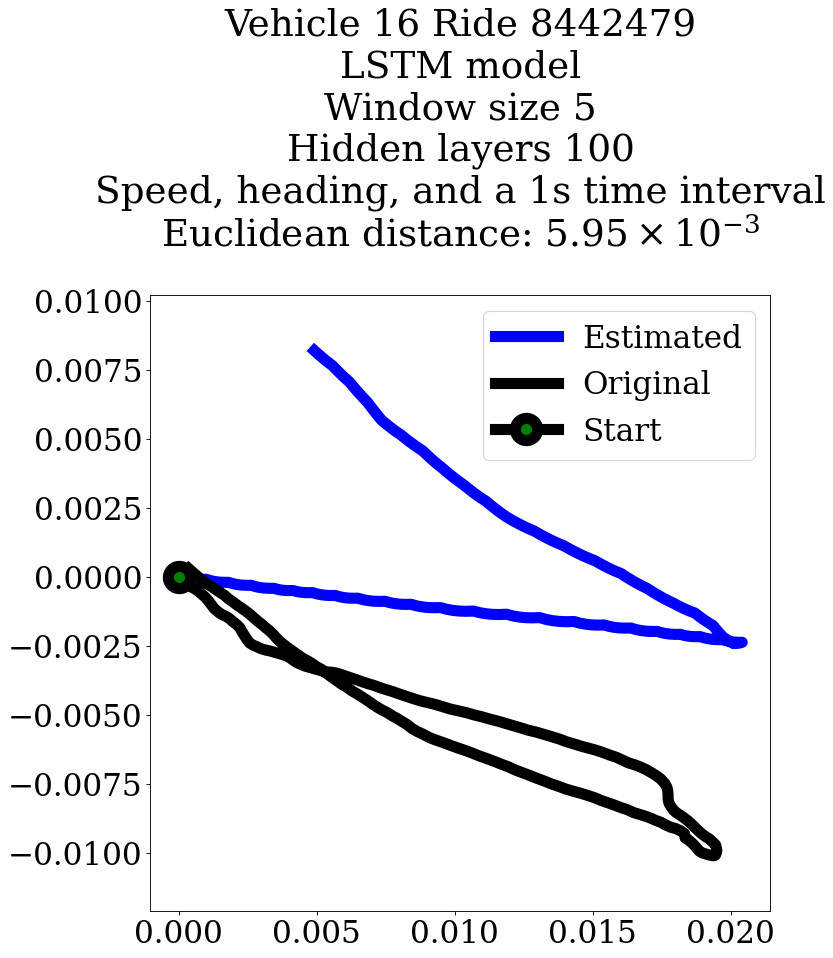 Vehicle 16 Ride 8442479
LSTM model
Window size 5
Hidden layers 100
Speed, heading, and a 1s time interval
Euclidean distance: 5.95 × 10⁻³
0.0100
0.0075
0.0050
0.0025
0.0000
−0.0025
−0.0050
−0.0075
−0.0100
Estimated
Original
Start
0.000 0.005 0.010 0.015 0.020